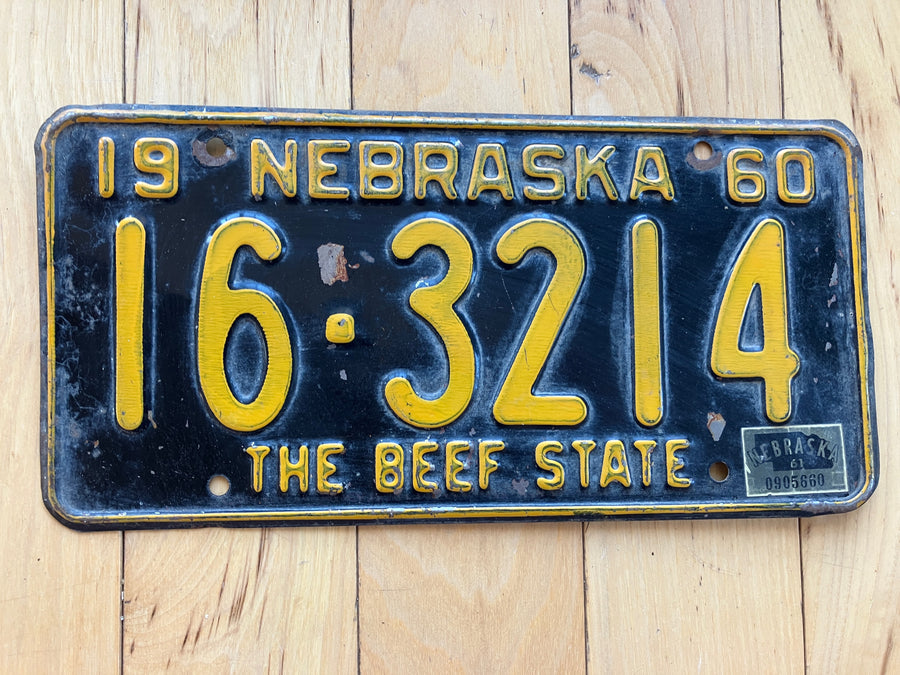 19 NEBRASKA 60
16·3214
THE BEEF STATE
NEBRASKA
61
0905660